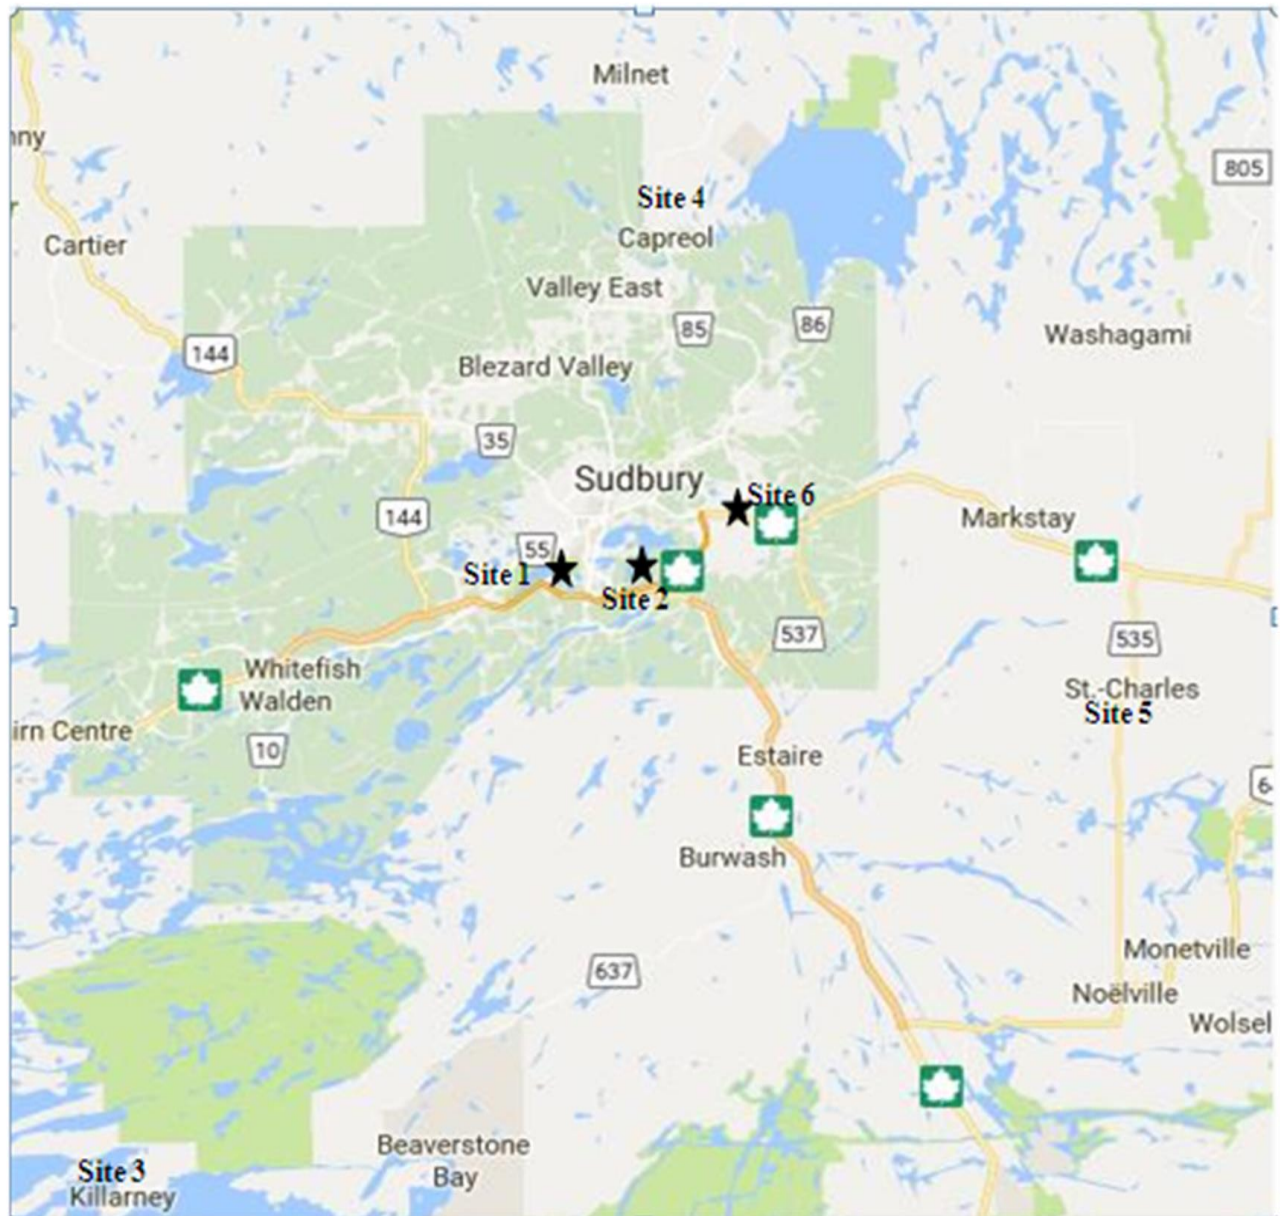 Milnet
nny
805
Site 4
Capreol
Cartier
Valley East
85
86
Washagami
144
Blezard Valley
35
Sudbury
Site 6
144
Markstay
55
Site 1
Site 2
537
535
Whitefish
Walden
St.-Charles
Site 5
irn Centre
10
Estaire
6
Burwash
637
Monetville
Noëlville
Wolsel
Beaverstone
Bay
Site 3
Killarney